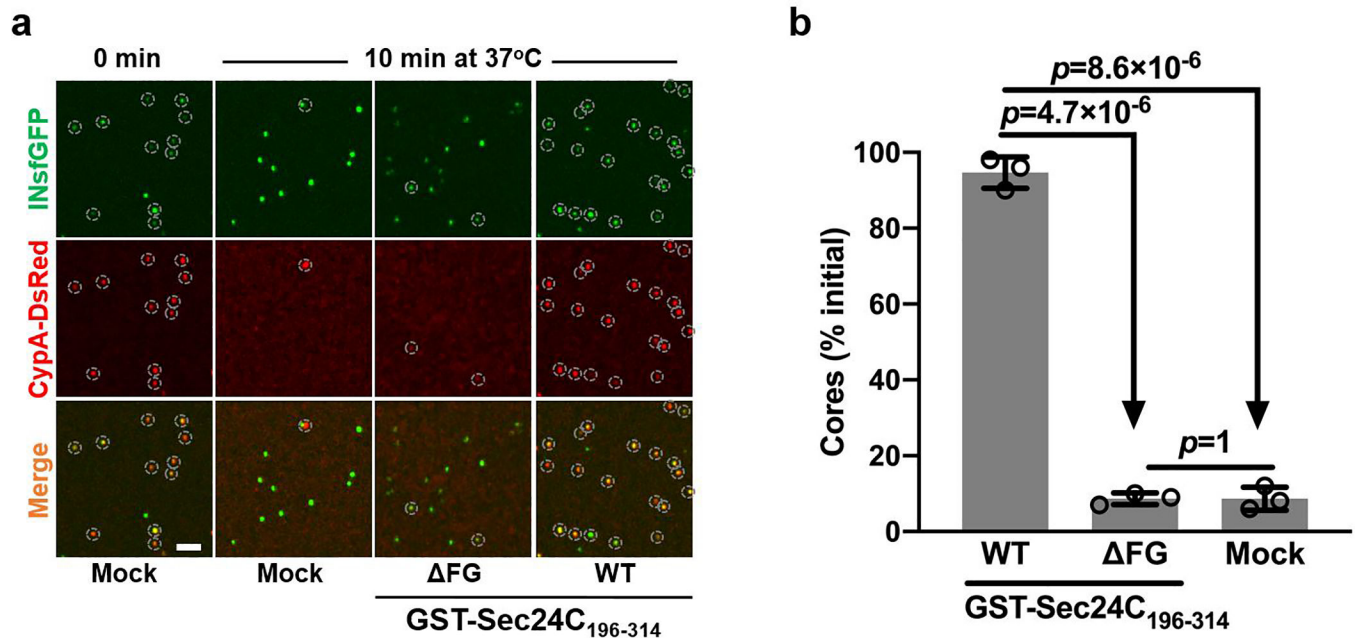 a
0 min
10 min at 37°C
INsfGFP
CypA-DsRed
Merge
Mock
Mock
ΔFG
WT
GST-Sec24C196-314
b
p=8.6×10-6
p=4.7×10-6
p=1
Cores (% initial)
100
80
60
40
20
0
WT
ΔFG
Mock
GST-Sec24C196-314